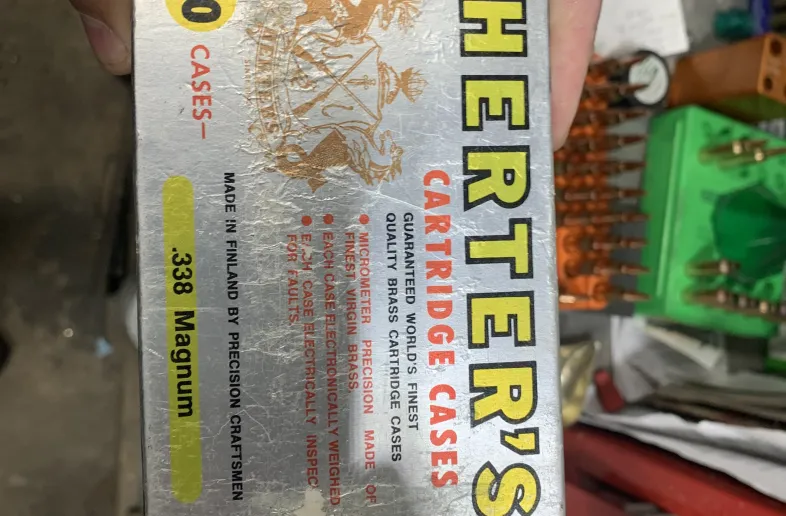 HERTER'S
CARTRIDGE CASES
GUARANTEED WORLD'S FINEST
QUALITY BRASS CARTRIDGE CASES
● MICROMETER PRECISION MADE OF
FINEST VIRGIN BRASS.
● EACH CASE ELECTRONICALLY WEIGHED
● EACH CASE ELECTRICALLY INSPEC
FOR FAULTS.
MADE IN FINLAND BY PRECISION CRAFTSMEN
0 CASES—
.338 Magnum